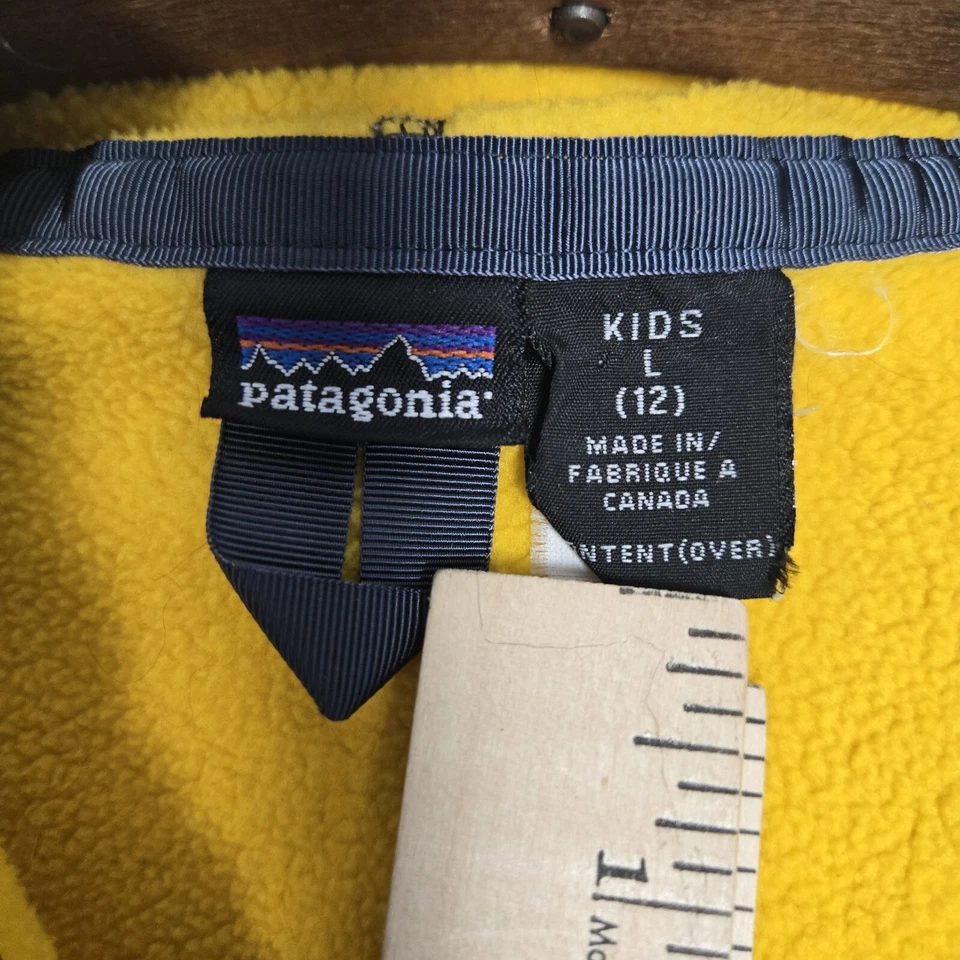 patagonia
KIDS
L
(12)
MADE IN/
FABRIQUE A
CANADA
NTENT(OVER)
1